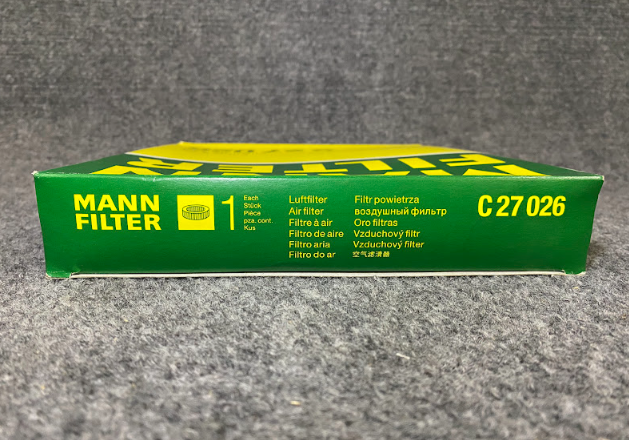 MANN
FILTER
1
Each
Stück
Pièce
pza. cont.
Kus
Luftfilter
Air filter
Filtre à air
Filtro de aire
Filtro aria
Filtro do ar
Filtr powietrza
воздушный фильтр
Oro filtras
Vzduchový filtr
Vzduchový filter
空气滤清器
C 27 026
MANN
FILTER